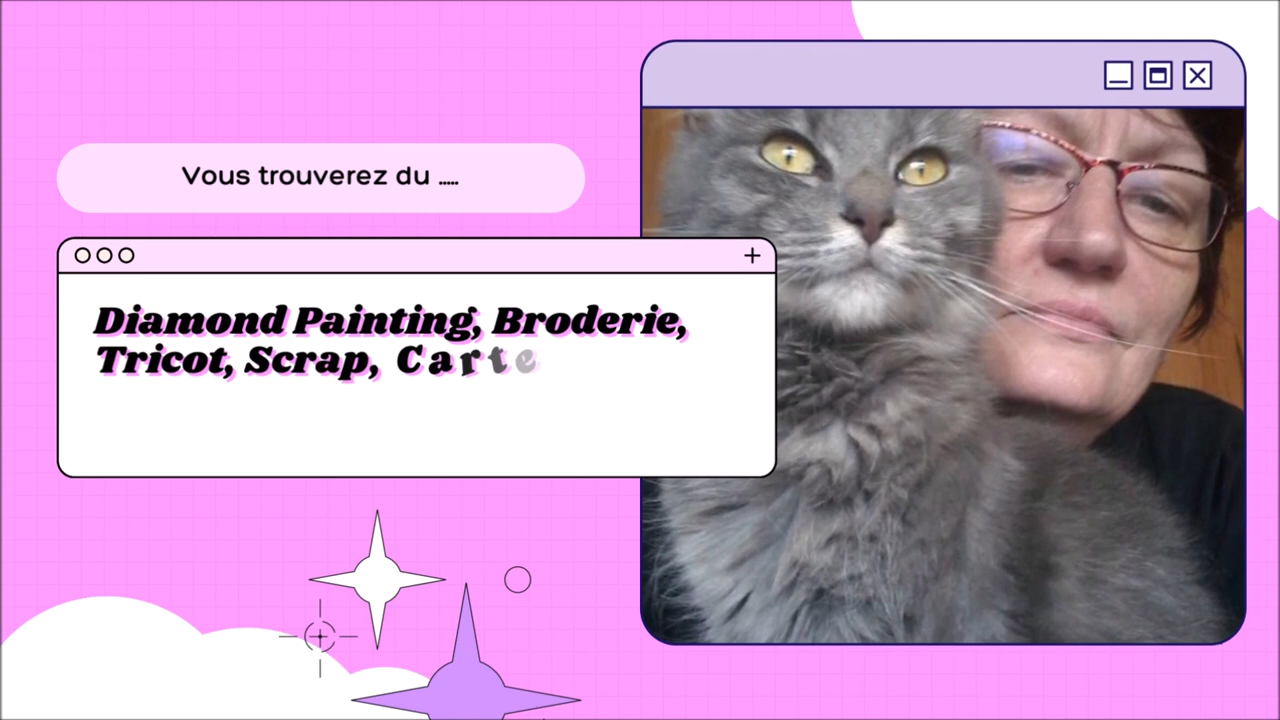 Vous trouverez du .....
Diamond Painting, Broderie,
Tricot, Scrap, Carte